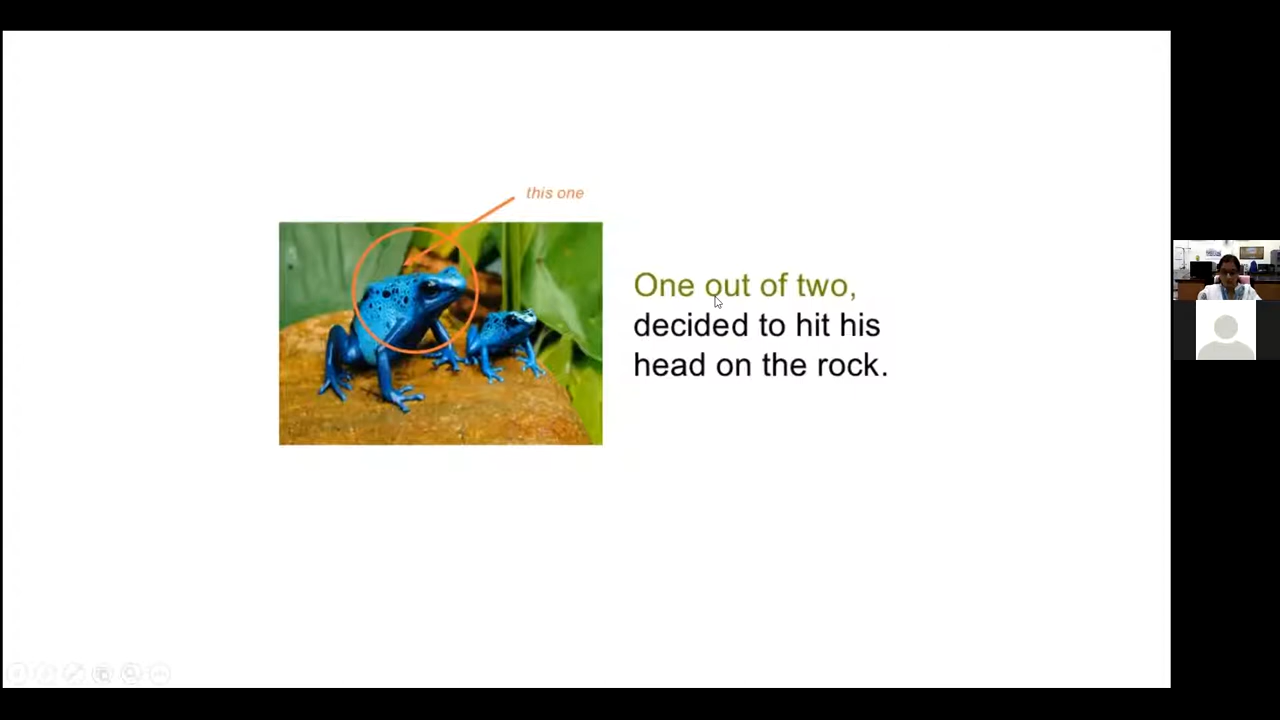 this one
One out of two,
decided to hit his
head on the rock.